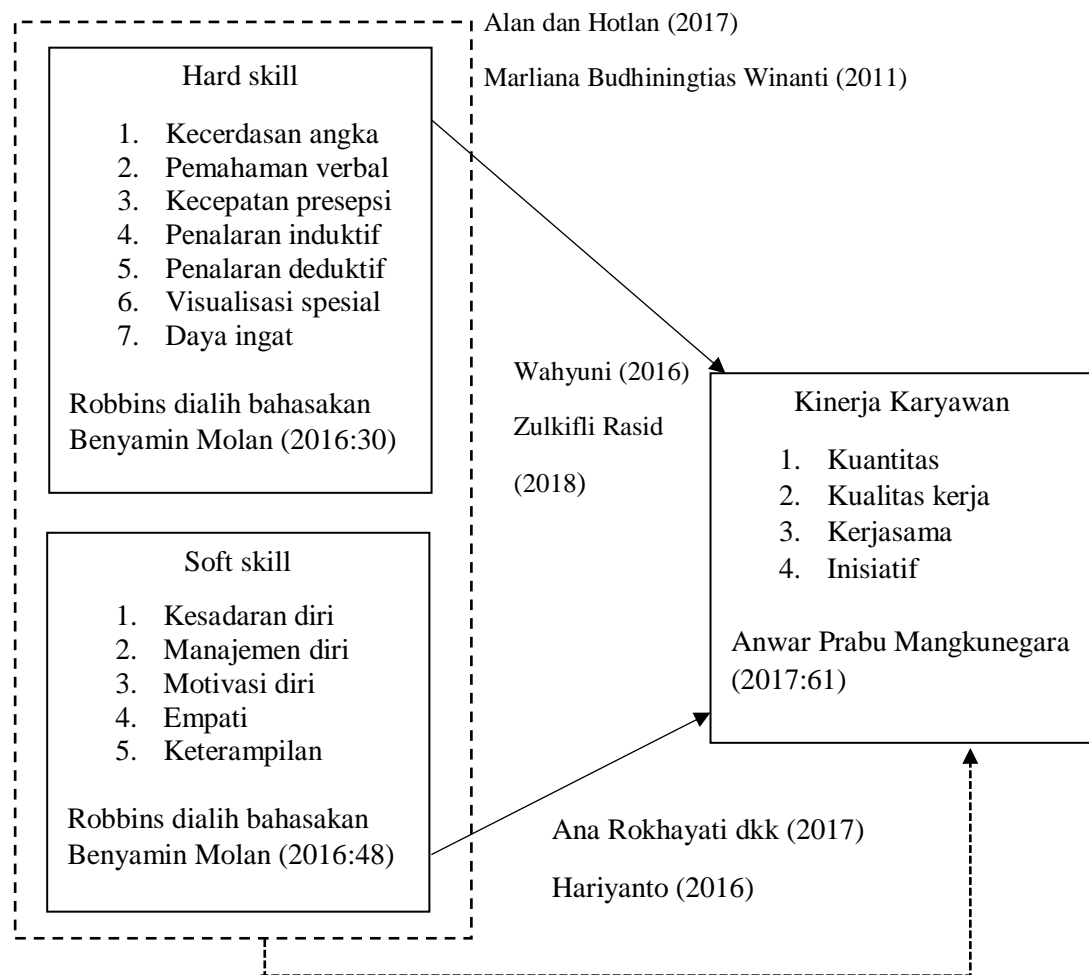 Alan dan Hotlan (2017)
Marliana Budhiningtias Winanti (2011)
Hard skill
1. Kecerdasan angka
2. Pemahaman verbal
3. Kecepatan presepsi
4. Penalaran induktif
5. Penalaran deduktif
6. Visualisasi spesial
7. Daya ingat
Robbins dialih bahasakan
Benyamin Molan (2016:30)
Wahyuni (2016)
Zulkifli Rasid
(2018)
Kinerja Karyawan
1. Kuantitas
2. Kualitas kerja
3. Kerjasama
4. Inisiatif
Anwar Prabu Mangkunegara
(2017:61)
Soft skill
1. Kesadaran diri
2. Manajemen diri
3. Motivasi diri
4. Empati
5. Keterampilan
Robbins dialih bahasakan
Benyamin Molan (2016:48)
Ana Rokhayati dkk (2017)
Hariyanto (2016)